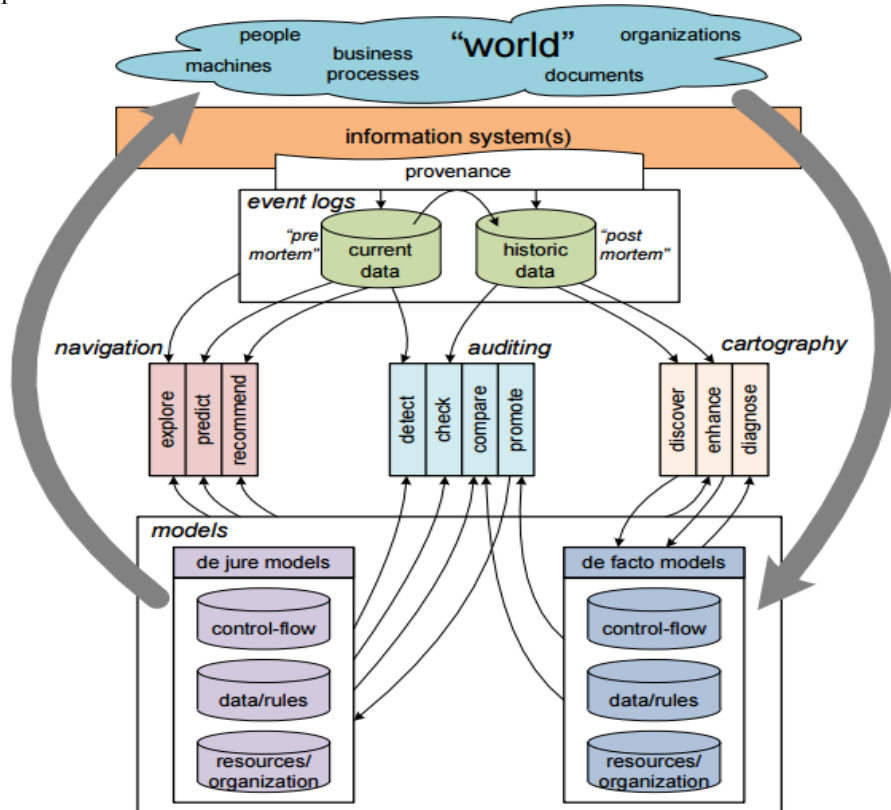 people
"world"
organizations
machines
business
processes
documents
information system(s)
provenance
event logs
"pre
mortem"
current
data
historic
data
"post
mortem"
navigation
auditing
cartography
explore
predict
recommend
detect
check
compare
promote
discover
enhance
diagnose
models
de jure models
de facto models
control-flow
control-flow
data/rules
data/rules
resources/
organization
resources/
organization